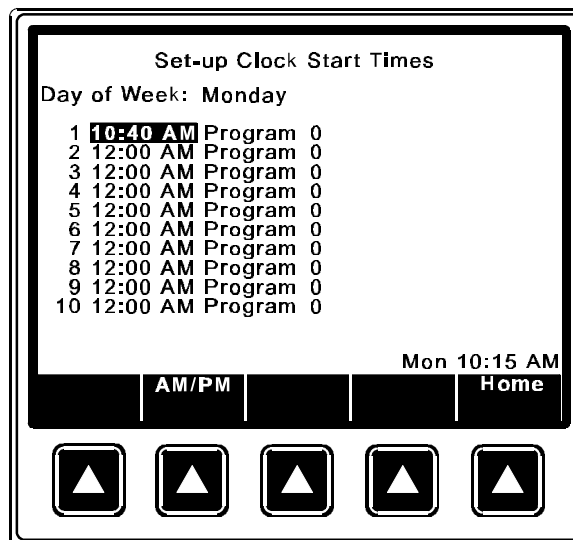 Set-up Clock Start Times
Day of Week: Monday
1 10:40 AM Program 0
2 12:00 AM Program 0
3 12:00 AM Program 0
4 12:00 AM Program 0
5 12:00 AM Program 0
6 12:00 AM Program 0
7 12:00 AM Program 0
8 12:00 AM Program 0
9 12:00 AM Program 0
10 12:00 AM Program 0
Mon 10:15 AM
AM/PM Home